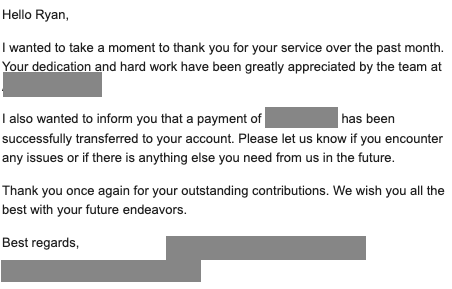 Hello Ryan,
I wanted to take a moment to thank you for your service over the past month.
Your dedication and hard work have been greatly appreciated by the team at
I also wanted to inform you that a payment of has been
successfully transferred to your account. Please let us know if you encounter
any issues or if there is anything else you need from us in the future.
Thank you once again for your outstanding contributions. We wish you all the
best with your future endeavors.
Best regards,